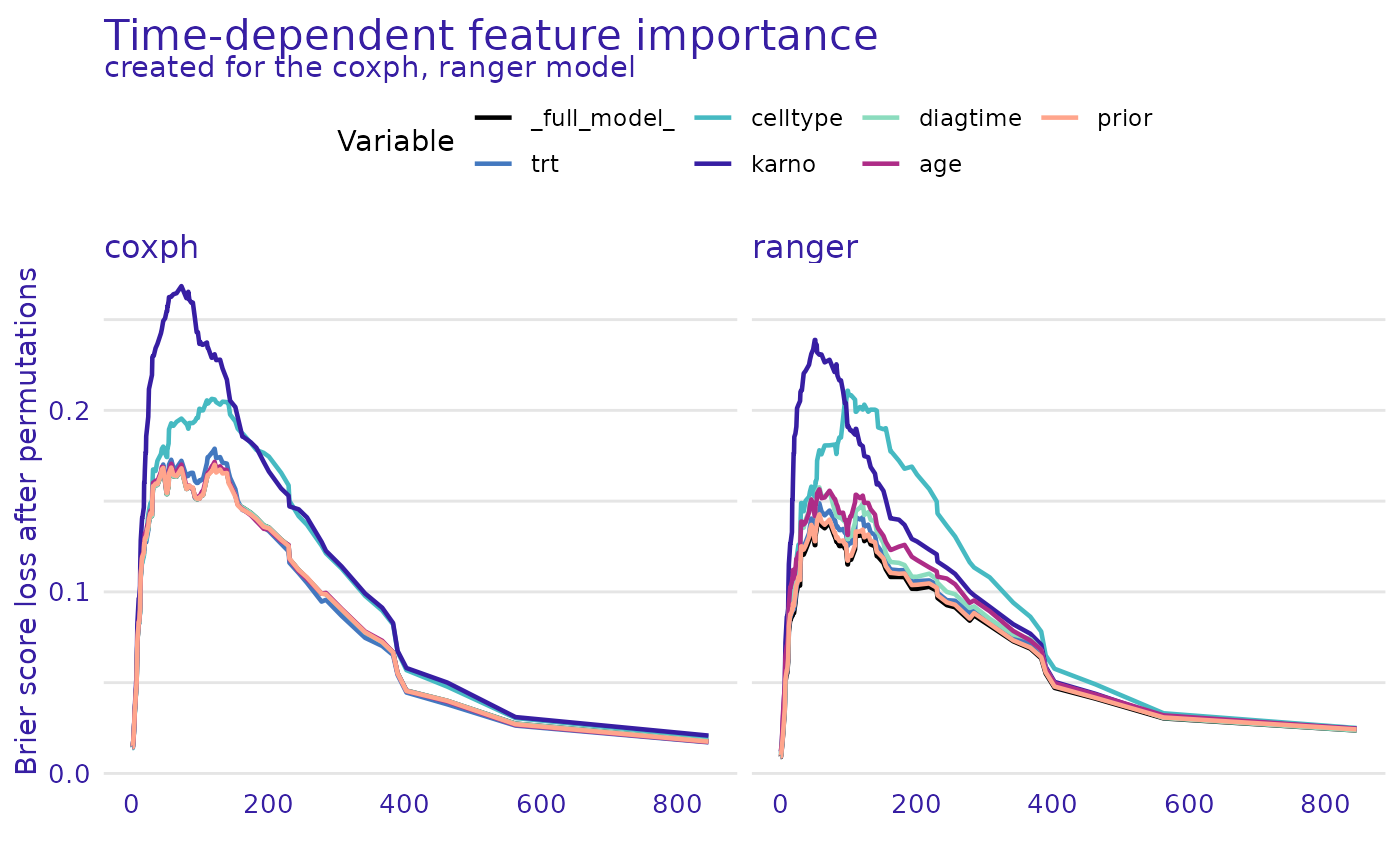 Time-dependent feature importance
created for the coxph, ranger model
Variable
_full_model_ celltype diagtime prior
trt karno age
coxph ranger
Brier score loss after permutations
0.2
0.1
0.0
0 200 400 600 800 0 200 400 600 800